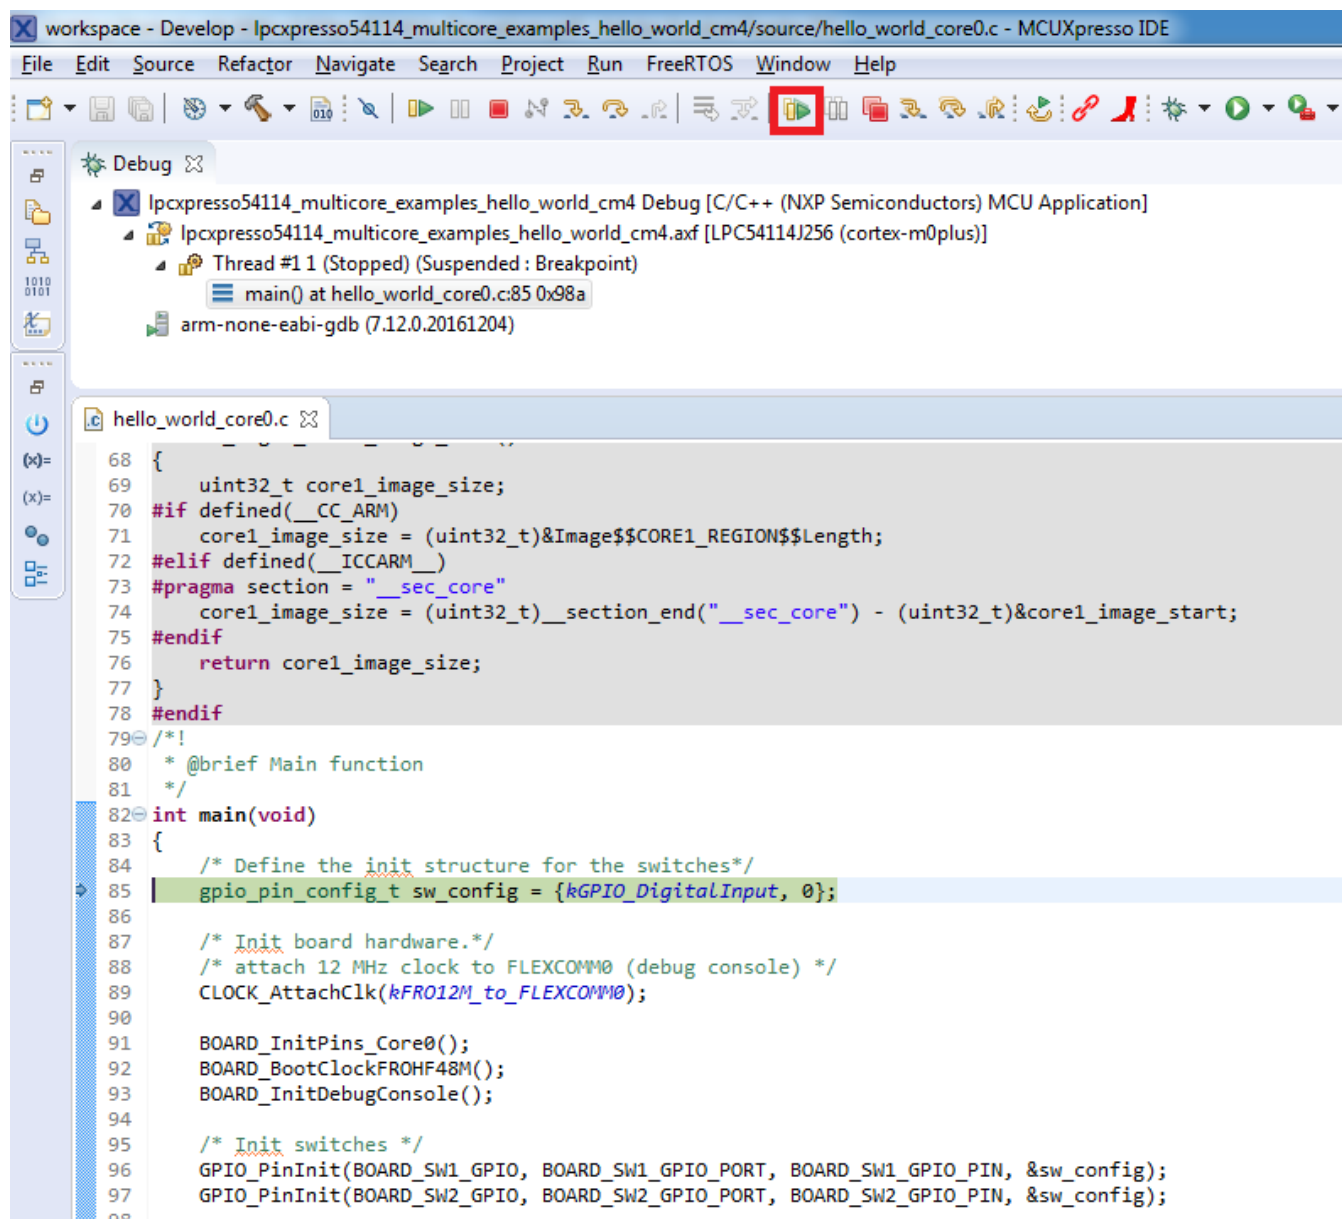 workspace - Develop - lpcxpresso54114_multicore_examples_hello_world_cm4/source/hello_world_core0.c - MCUXpresso IDE
File Edit Source Refactor Navigate Search Project Run FreeRTOS Window Help
Debug
lpcxpresso54114_multicore_examples_hello_world_cm4 Debug [C/C++ (NXP Semiconductors) MCU Application]
lpcxpresso54114_multicore_examples_hello_world_cm4.axf [LPC54114J256 (cortex-m0plus)]
Thread #1 1 (Stopped) (Suspended : Breakpoint)
main() at hello_world_core0.c:85 0x98a
arm-none-eabi-gdb (7.12.0.20161204)
hello_world_core0.c
68 {
69     uint32_t core1_image_size;
70 #if defined(__CC_ARM)
71     core1_image_size = (uint32_t)&Image$$CORE1_REGION$$Length;
72 #elif defined(__ICCARM__)
73 #pragma section = "__sec_core"
74     core1_image_size = (uint32_t)__section_end("__sec_core") - (uint32_t)&core1_image_start;
75 #endif
76     return core1_image_size;
77 }
78 #endif
79 /*!
80  * @brief Main function
81  */
82 int main(void)
83 {
84     /* Define the init structure for the switches*/
85     gpio_pin_config_t sw_config = {kGPIO_DigitalInput, 0};
86
87     /* Init board hardware.*/
88     /* attach 12 MHz clock to FLEXCOMM0 (debug console) */
89     CLOCK_AttachClk(kFRO12M_to_FLEXCOMM0);
90
91     BOARD_InitPins_Core0();
92     BOARD_BootClockFROHF48M();
93     BOARD_InitDebugConsole();
94
95     /* Init switches */
96     GPIO_PinInit(BOARD_SW1_GPIO, BOARD_SW1_GPIO_PORT, BOARD_SW1_GPIO_PIN, &sw_config);
97     GPIO_PinInit(BOARD_SW2_GPIO, BOARD_SW2_GPIO_PORT, BOARD_SW2_GPIO_PIN, &sw_config);